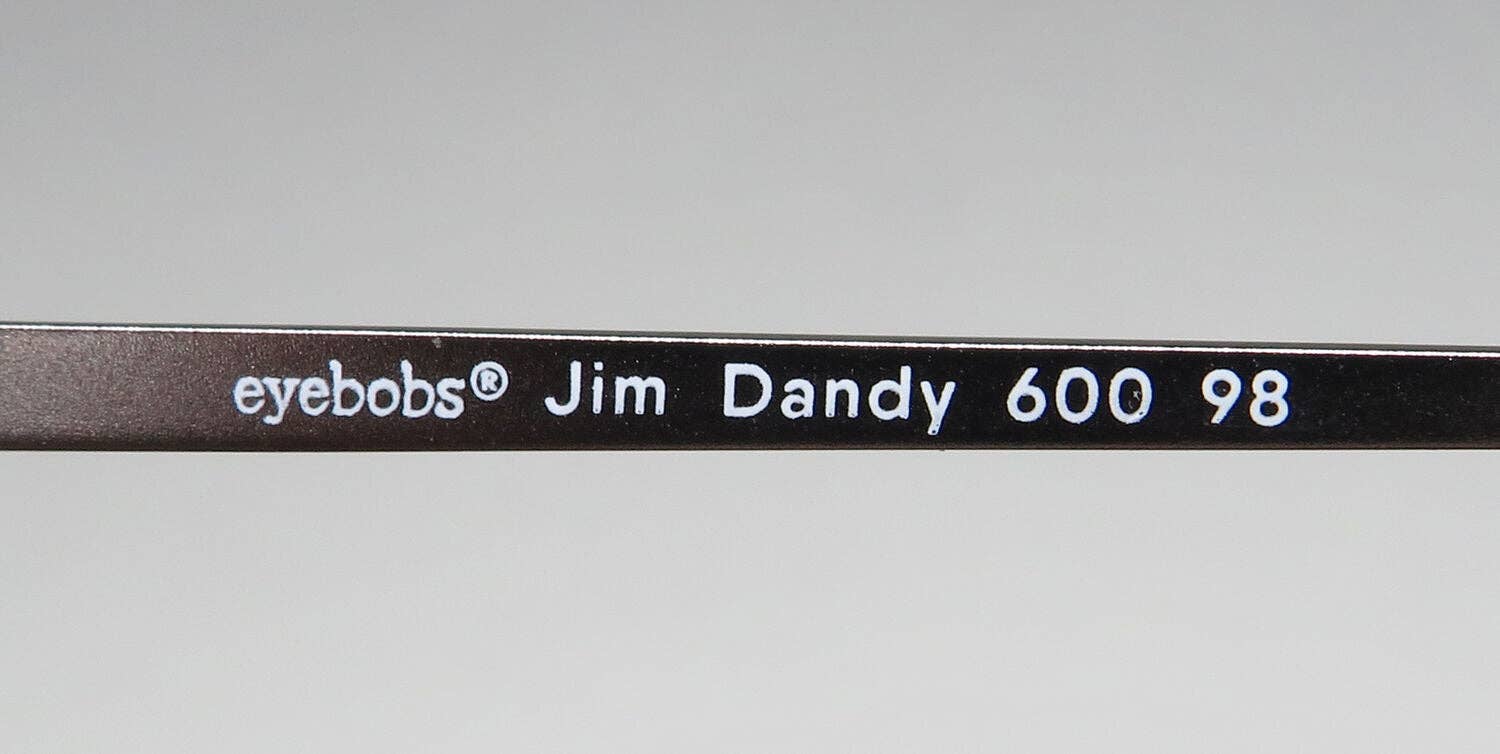 eyebobs® Jim Dandy 600 98